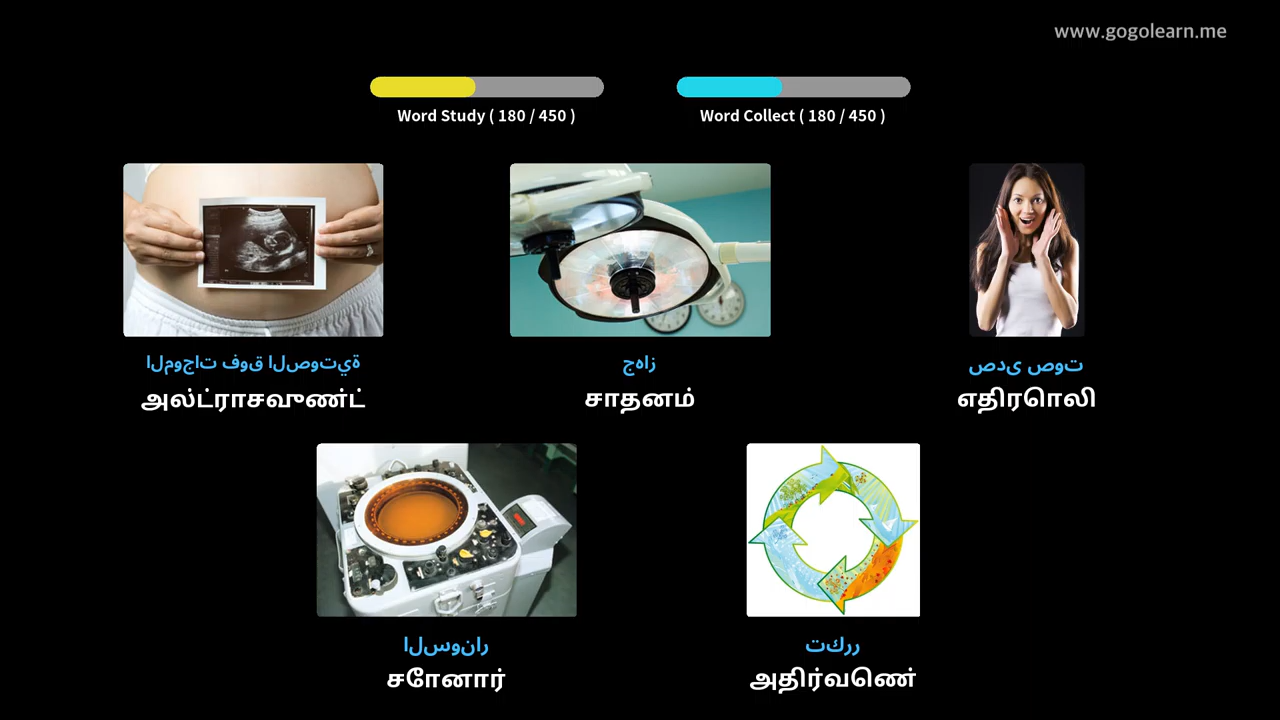 www.gogolearn.me
Word Study ( 180 / 450 )
Word Collect ( 180 / 450 )
الموجات فوق الصوتية
அல்ட்ராசவுண்ட்
جهاز
சாதனம்
صدى صوت
எதிரொலி
السونار
சோனார்
تكرر
அதிர்வெண்